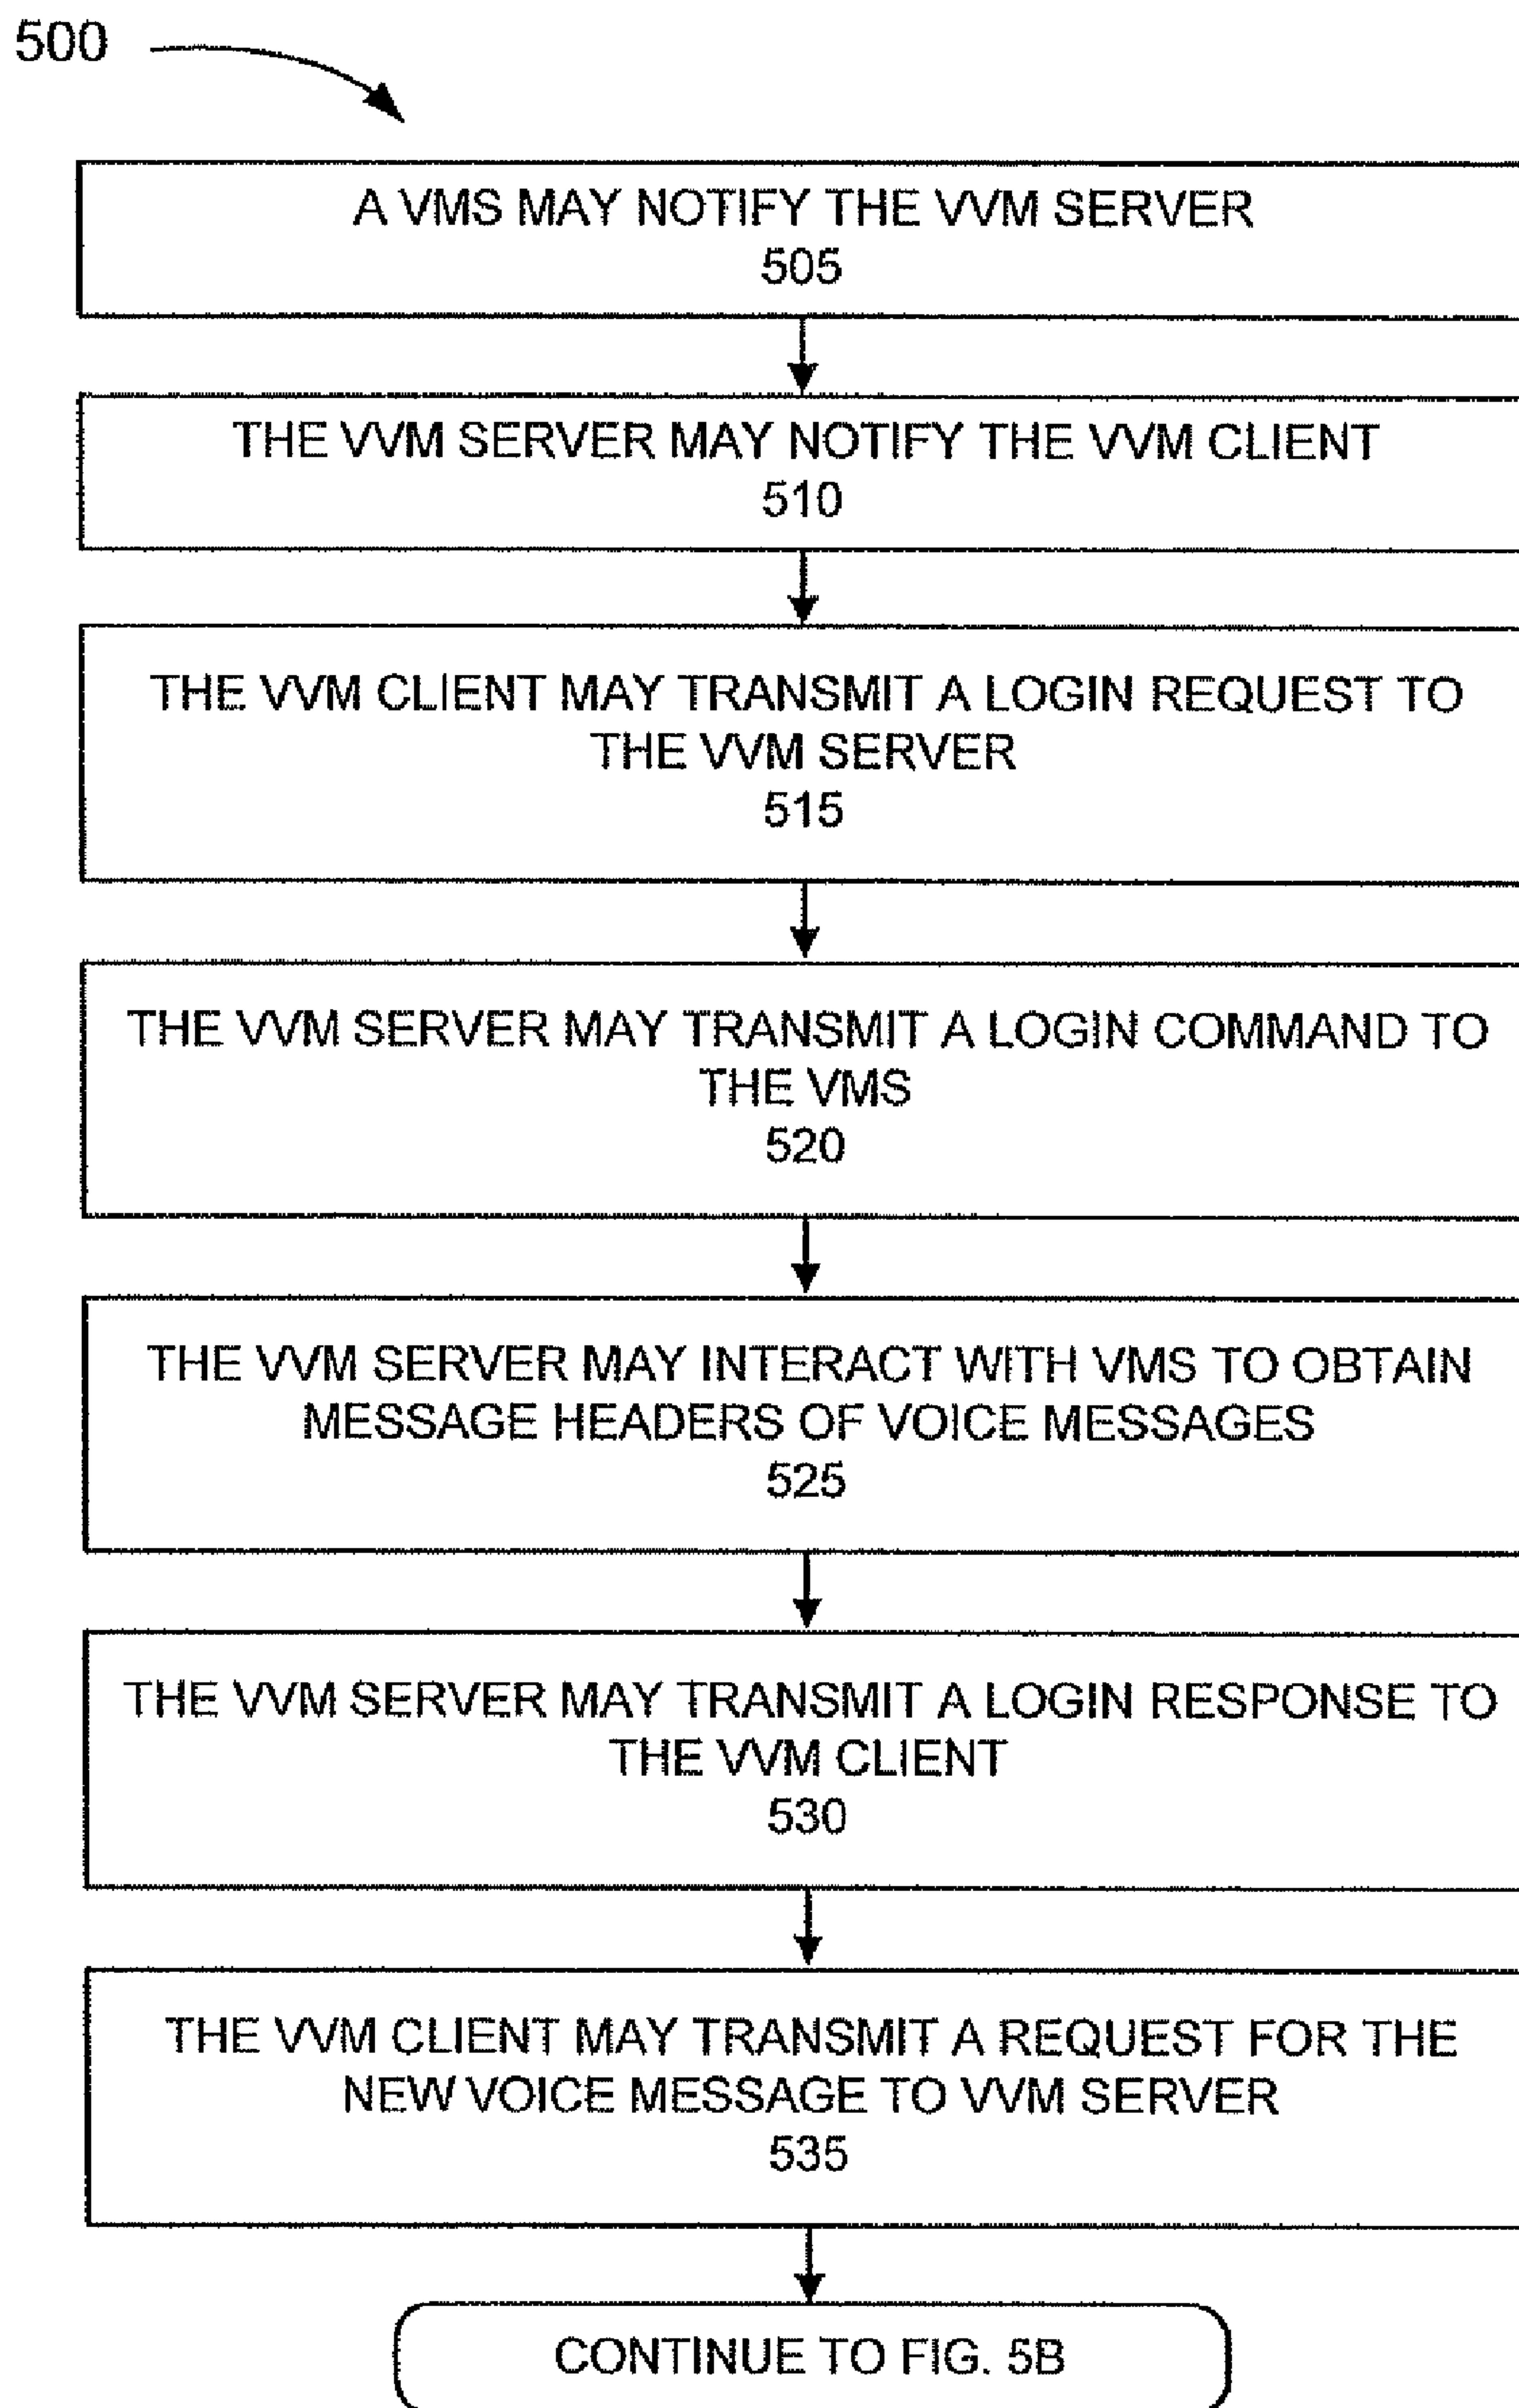 500
A VMS MAY NOTIFY THE VVM SERVER
505
THE VVM SERVER MAY NOTIFY THE VVM CLIENT
510
THE VVM CLIENT MAY TRANSMIT A LOGIN REQUEST TO
THE VVM SERVER
515
THE VVM SERVER MAY TRANSMIT A LOGIN COMMAND TO
THE VMS
520
THE VVM SERVER MAY INTERACT WITH VMS TO OBTAIN
MESSAGE HEADERS OF VOICE MESSAGES
525
THE VVM SERVER MAY TRANSMIT A LOGIN RESPONSE TO
THE VVM CLIENT
530
THE VVM CLIENT MAY TRANSMIT A REQUEST FOR THE
NEW VOICE MESSAGE TO VVM SERVER
535
CONTINUE TO FIG. 5B